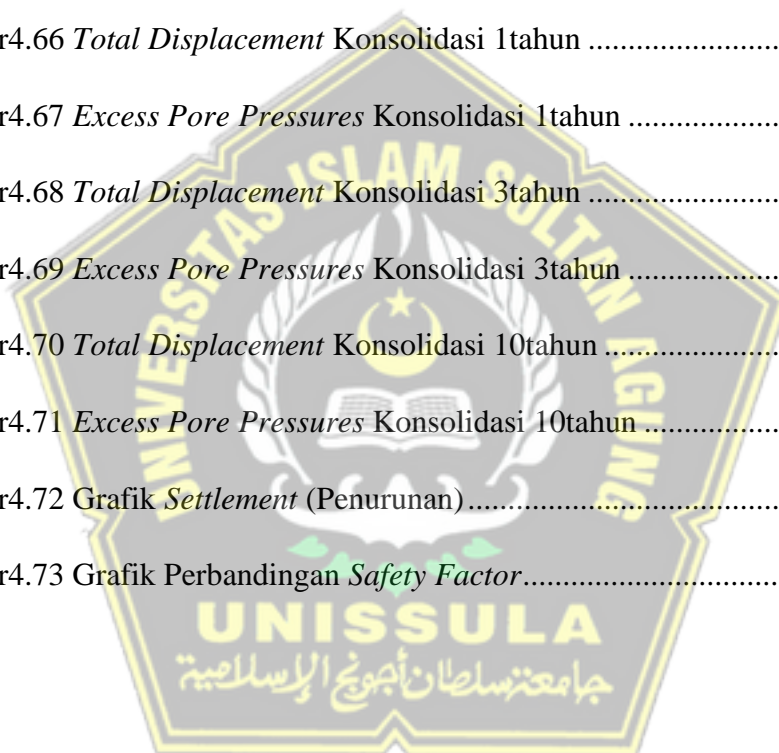 r4.66 Total Displacement Konsolidasi 1tahun ........................
r4.67 Excess Pore Pressures Konsolidasi 1tahun ...................
r4.68 Total Displacement Konsolidasi 3tahun ........................
r4.69 Excess Pore Pressures Konsolidasi 3tahun ...................
r4.70 Total Displacement Konsolidasi 10tahun ......................
r4.71 Excess Pore Pressures Konsolidasi 10tahun .................
r4.72 Grafik Settlement (Penurunan) .......................................
r4.73 Grafik Perbandingan Safety Factor................................
UNIVERSITAS ISLAM SULTAN AGUNG
UNISSULA
جامعة سلطان أجونج الإسلامية